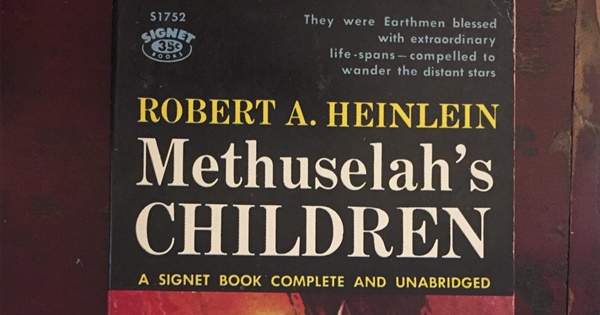 S1752
SIGNET
35¢
BOOKS
They were Earthmen blessed
with extraordinary
life-spans—compelled to
wander the distant stars
ROBERT A. HEINLEIN
Methuselah's
CHILDREN
A SIGNET BOOK COMPLETE AND UNABRIDGED